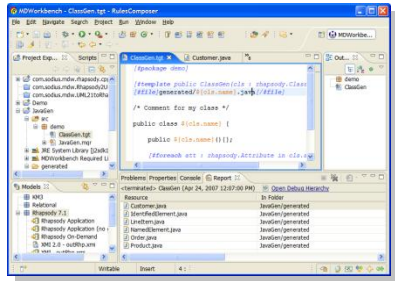 MDWorkbench - ClassGen.tgt - RulesComposer
File Edit Navigate Search Project Run Window Help
MDWorkbe...
Project Exp...
Scripts
ClassGen.tgt
Customer.java
Out...
com.sodius.mdw.rhapsody.cp
com.sodius.mdw.rhapsody2U
com.sodius.mdw.UML21toRha
Demo
JavaGen
src
demo
ClassGen.tgt
JavaGen.mqr
JRE System Library [j2sdk1
MDWorkbench Required Li
generated
[#package demo]
[#template public ClassGen(cls : rhapsody.Class
[#file]generated/${cls.name}.java[/#file]
/* Comment for my class */
public class ${cls.name} {
public ${cls.name}(){};
[#foreach att : rhapsody.Attribute in cls.a
demo
ClassGen
Models
KM3
Relational
Rhapsody 7.1
Rhapsody Application
Rhapsody Application (no
Rhapsody On-Demand
XMI 2.0 - outRhp.xm
Problems Properties Console Report
<terminated> ClassGen (Apr 24, 2007 12:07:00 PM) Open Debug Hierarchy
Resource In Folder
Customer.java JavaGen/generated
IdentifiedElement.java JavaGen/generated
LineItem.java JavaGen/generated
NamedElement.java JavaGen/generated
Order.java JavaGen/generated
Product.java JavaGen/generated
Writable Insert 4 :